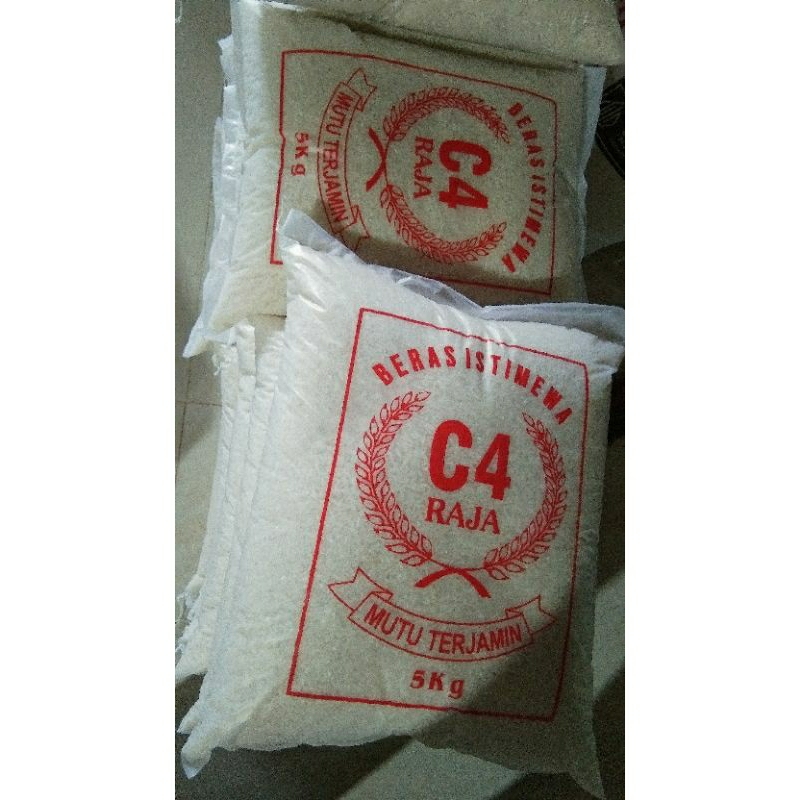 BERAS ISTIMEWA
C4
RAJA
MUTU TERJAMIN
5Kg
BERAS ISTIMEWA
C4
RAJA
MUTU TERJAMIN
5Kg